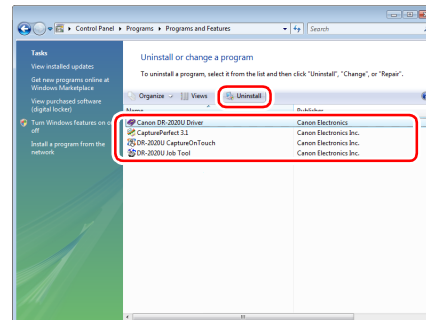 Control Panel ▸ Programs ▸ Programs and Features
Search
Tasks
View installed updates
Get new programs online at
Windows Marketplace
View purchased software
(digital locker)
Turn Windows features on or
off
Install a program from the
network
Uninstall or change a program
To uninstall a program, select it from the list and then click "Uninstall", "Change", or "Repair".
Organize Views Uninstall
Name Publisher
Canon DR-2020U Driver Canon Electronics
CapturePerfect 3.1 Canon Electronics Inc.
DR-2020U CaptureOnTouch Canon Electronics Inc.
DR-2020U Job Tool Canon Electronics Inc.